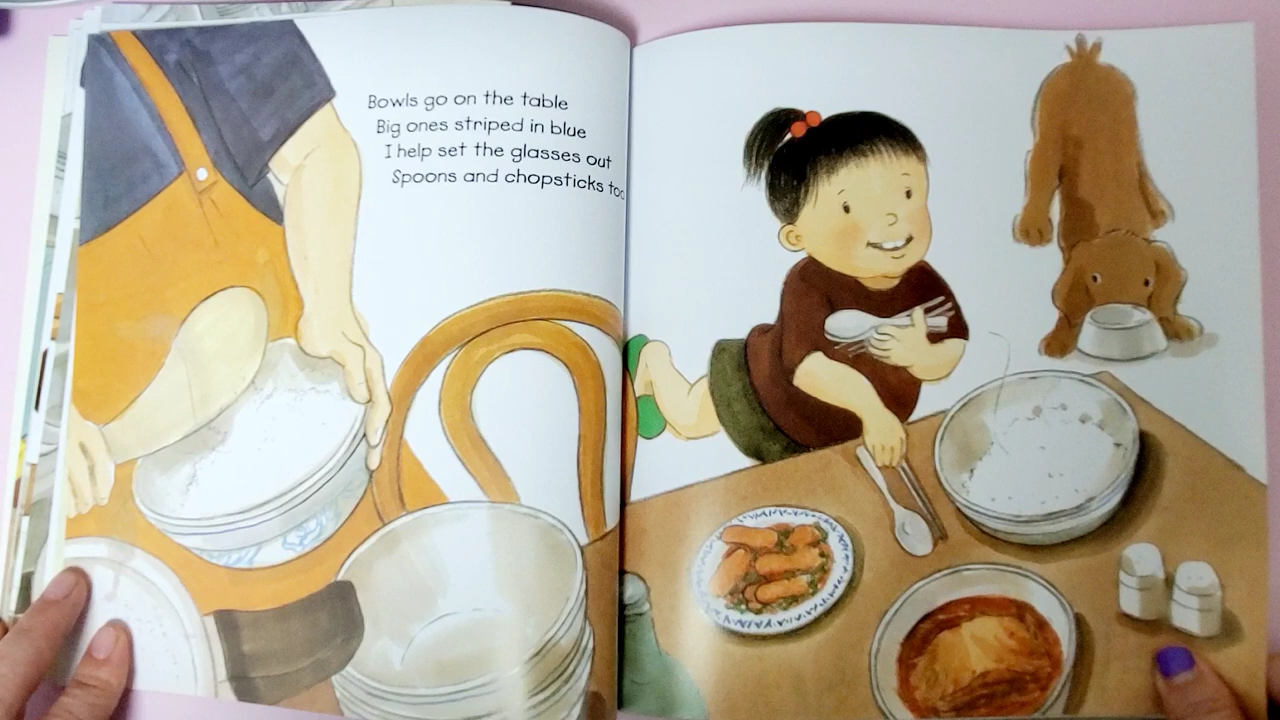 Bowls go on the table
Big ones striped in blue
I help set the glasses out
Spoons and chopsticks too